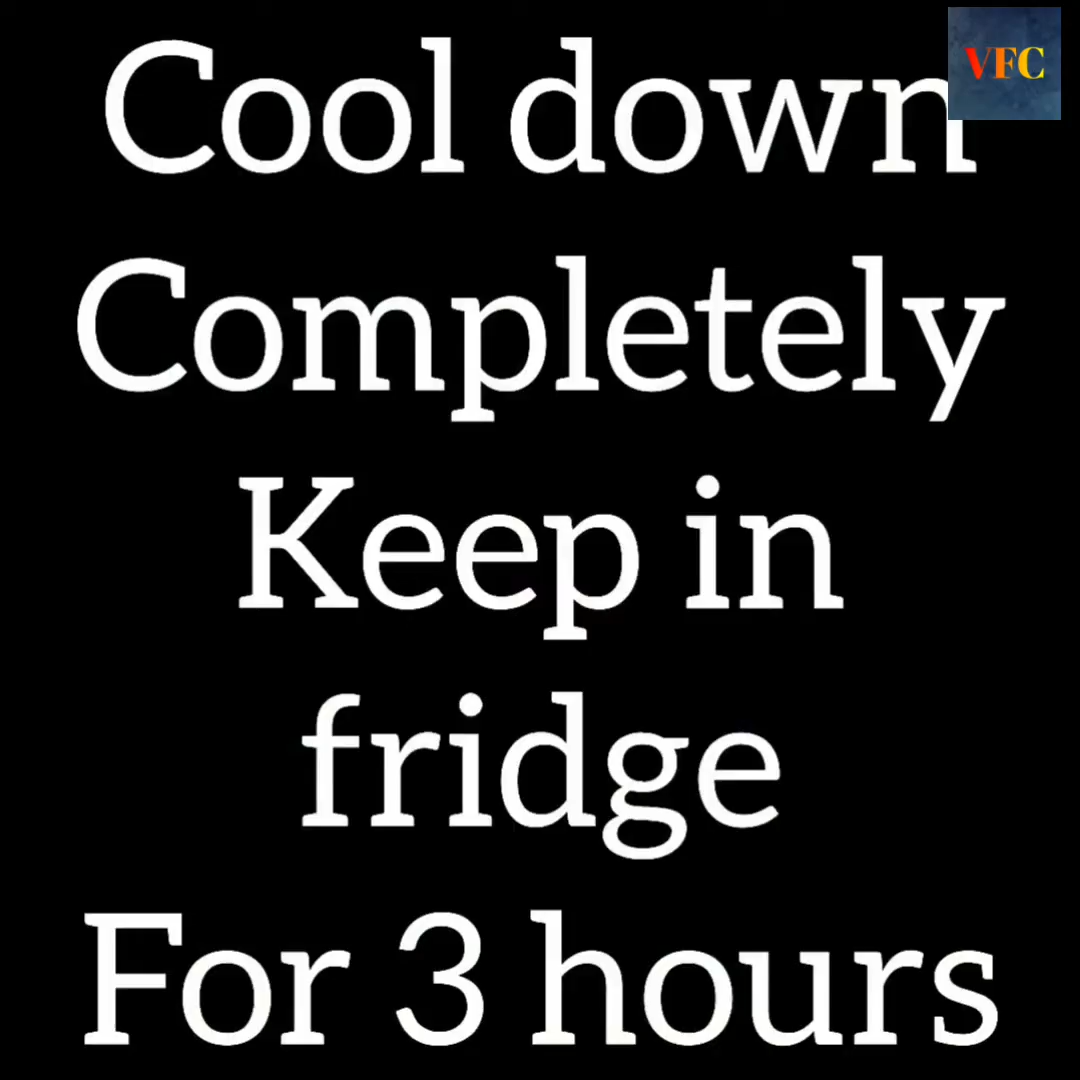 Cool down
VFC
Completely
Keep in
fridge
For 3 hours